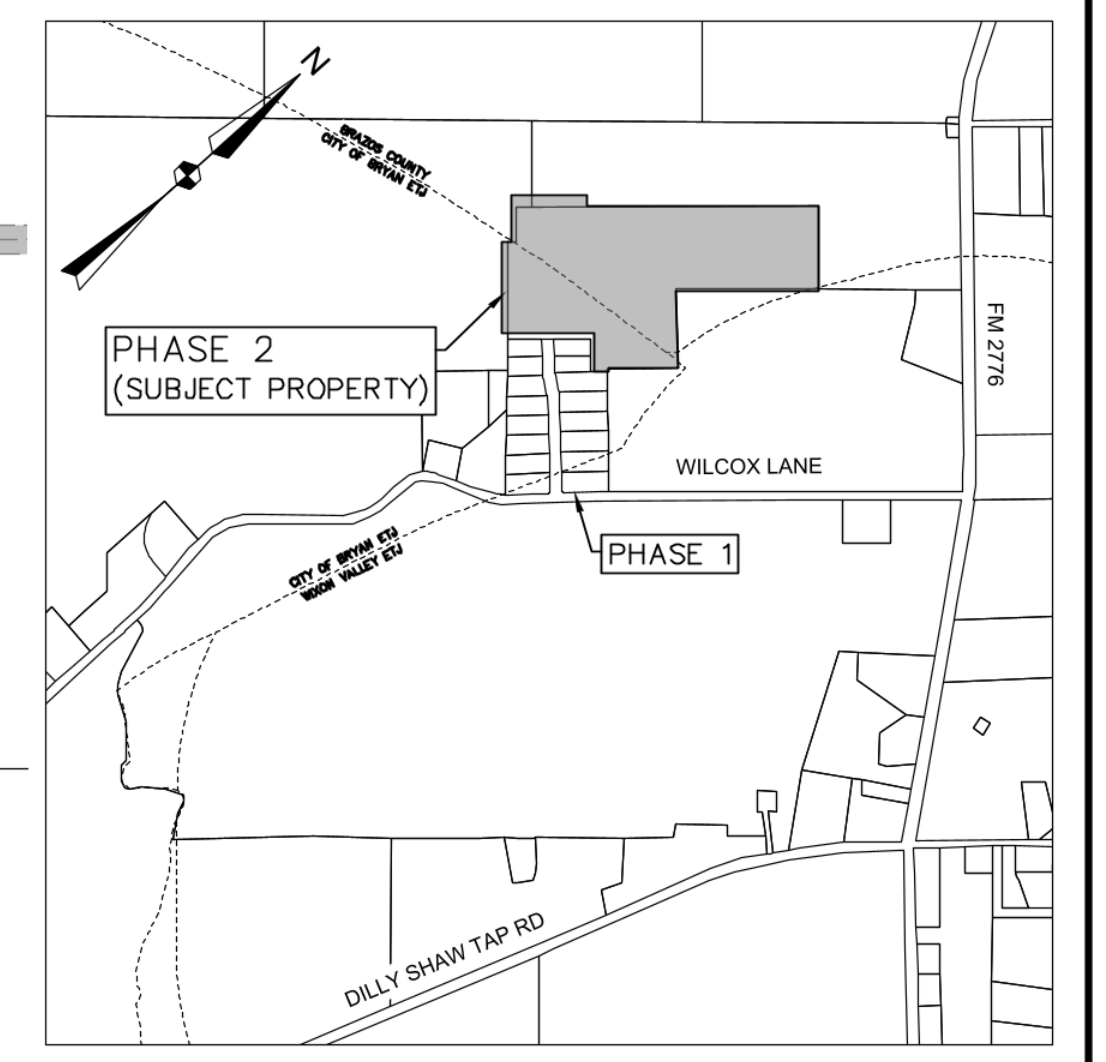 N
BRAZOS COUNTY
CITY OF BRYAN ETJ
PHASE 2
(SUBJECT PROPERTY)
FM 2776
WILCOX LANE
PHASE 1
CITY OF BRYAN ETJ
WIXON VALLEY ETJ
DILLY SHAW TAP RD